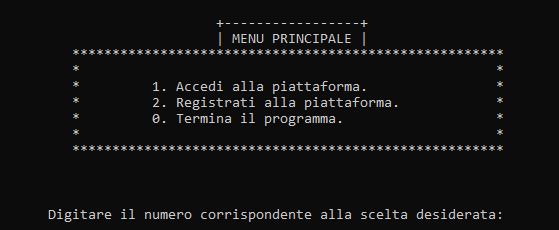 +-----------------+
| MENU PRINCIPALE |
******************************************************
* *
* 1. Accedi alla piattaforma. *
* 2. Registrati alla piattaforma. *
* 0. Termina il programma. *
* *
******************************************************
Digitare il numero corrispondente alla scelta desiderata: